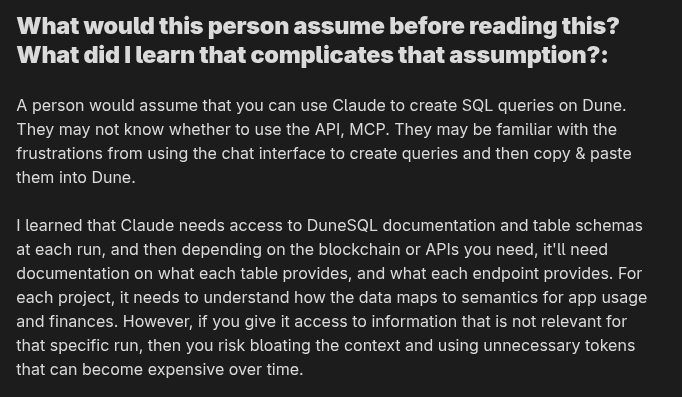 What would this person assume before reading this?
What did I learn that complicates that assumption?:
A person would assume that you can use Claude to create SQL queries on Dune.
They may not know whether to use the API, MCP. They may be familiar with the
frustrations from using the chat interface to create queries and then copy & paste
them into Dune.
I learned that Claude needs access to DuneSQL documentation and table schemas
at each run, and then depending on the blockchain or APIs you need, it'll need
documentation on what each table provides, and what each endpoint provides. For
each project, it needs to understand how the data maps to semantics for app usage
and finances. However, if you give it access to information that is not relevant for
that specific run, then you risk bloating the context and using unnecessary tokens
that can become expensive over time.